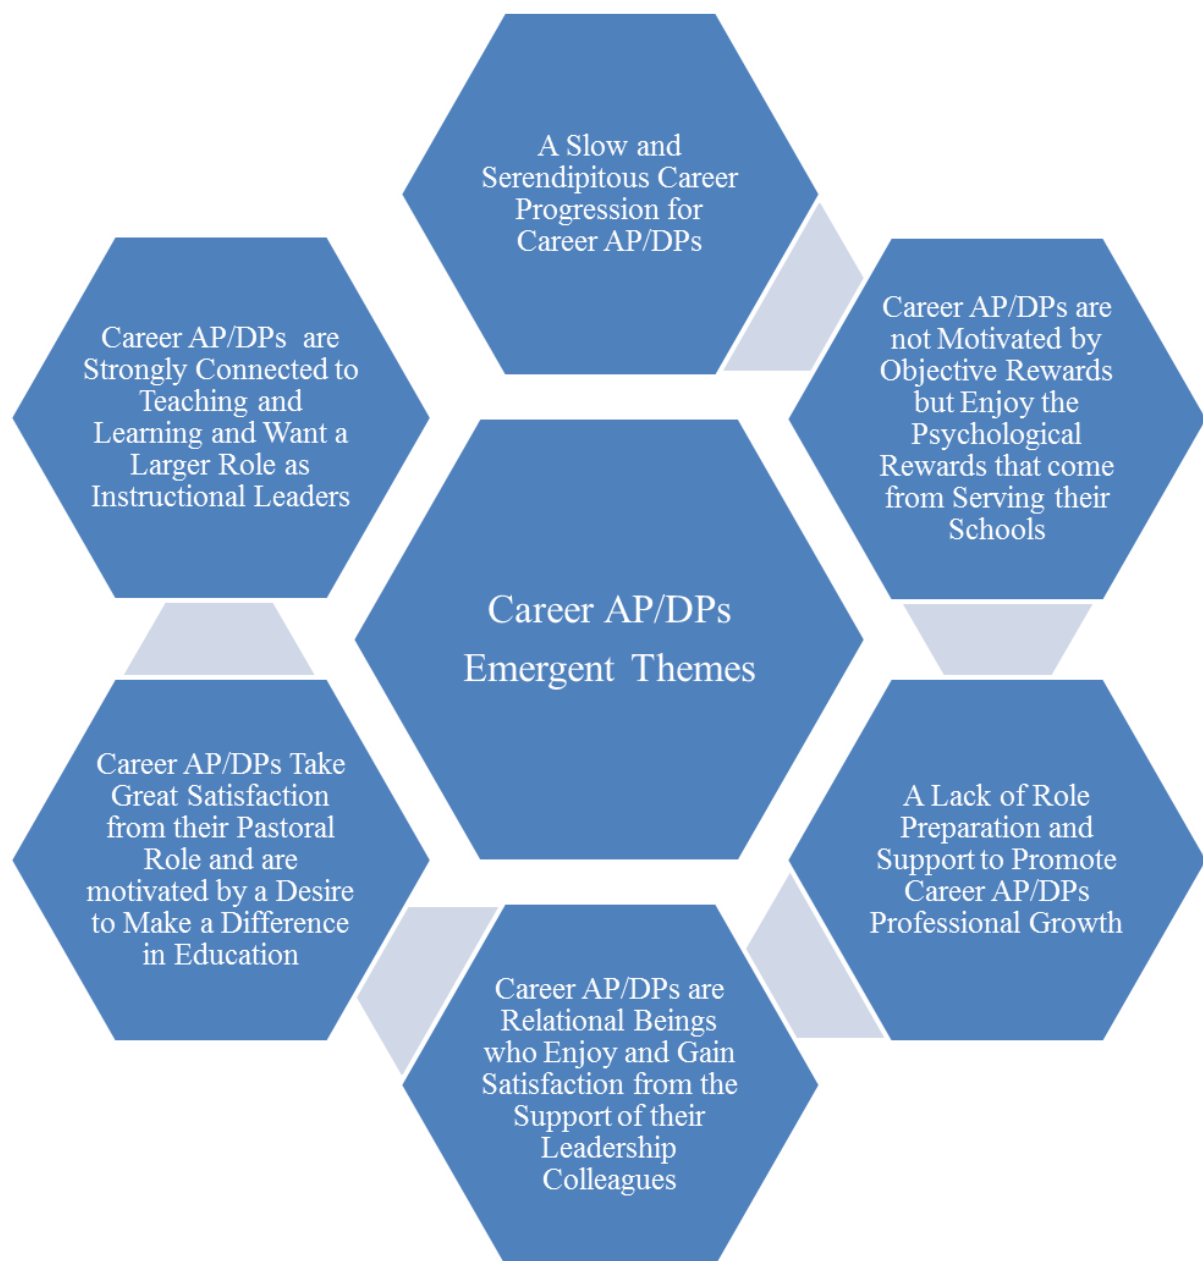 A Slow and
Serendipitous Career
Progression for
Career AP/DPs
Career AP/DPs are
not Motivated by
Objective Rewards
but Enjoy the
Psychological
Rewards that come
from Serving their
Schools
A Lack of Role
Preparation and
Support to Promote
Career AP/DPs
Professional Growth
Career AP/DPs are
Relational Beings
who Enjoy and Gain
Satisfaction from the
Support of their
Leadership
Colleagues
Career AP/DPs Take
Great Satisfaction
from their Pastoral
Role and are
motivated by a Desire
to Make a Difference
in Education
Career AP/DPs are
Strongly Connected to
Teaching and
Learning and Want a
Larger Role as
Instructional Leaders
Career AP/DPs
Emergent Themes